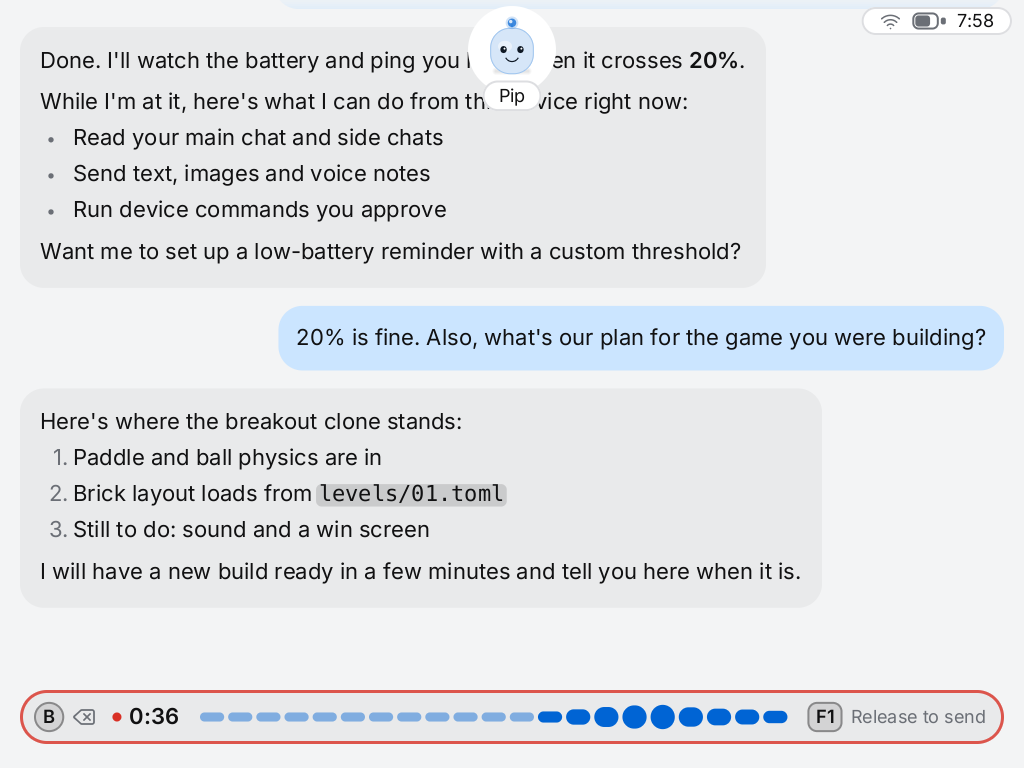 7:58
Done. I'll watch the battery and ping you en it crosses 20%.
Pip
While I'm at it, here's what I can do from vice right now:
• Read your main chat and side chats
• Send text, images and voice notes
• Run device commands you approve
Want me to set up a low-battery reminder with a custom threshold?
20% is fine. Also, what's our plan for the game you were building?
Here's where the breakout clone stands:
1. Paddle and ball physics are in
2. Brick layout loads from levels/01.toml
3. Still to do: sound and a win screen
I will have a new build ready in a few minutes and tell you here when it is.
B 0:36 F1 Release to send